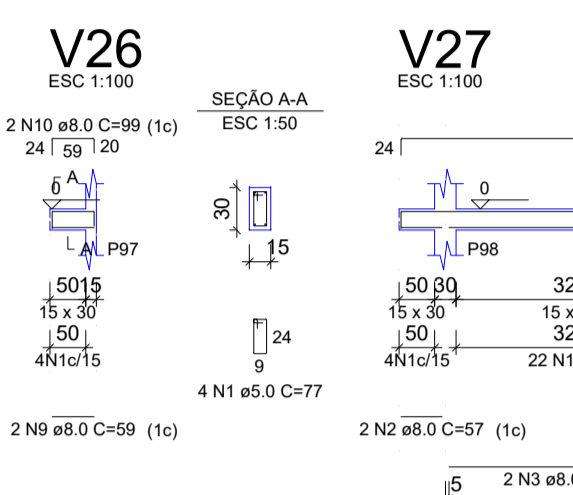 V26
ESC 1:100
2 N10 ø8.0 C=99 (1c)
24 59 20
A
0
A P97
50 15
15 x 30
50
4N1c/15
2 N9 ø8.0 C=59 (1c)
SEÇÃO A-A
ESC 1:50
30
15
24
9
4 N1 ø5.0 C=77
V27
ESC 1:100
24
0
P98
50 30 32
15 x 30 15 x
50 32
4N1c/15 22 N1
2 N2 ø8.0 C=57 (1c)
5 2 N3 ø8.0